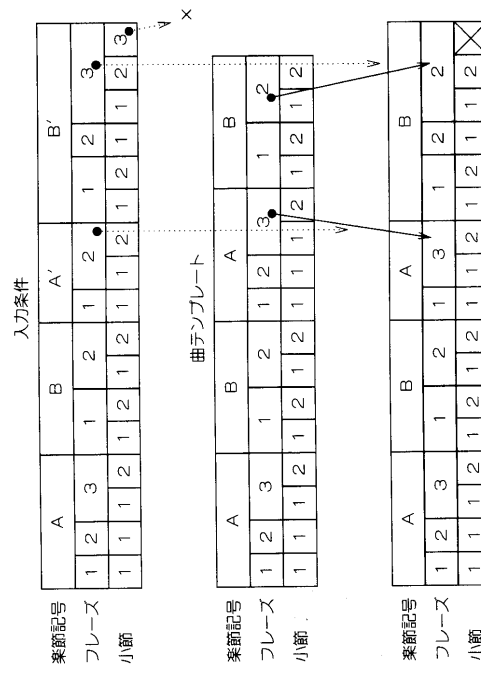 入力条件
楽節記号 A B A′ B′
フレーズ 1 2 3 1 2 1 2 1 2 3
小節 1 1 1 2 1 2 1 2 1 1 2 1 2 1 1 2 3
×
曲テンプレート
楽節記号 A B A B
フレーズ 1 2 3 1 2 1 2 3 1 2
小節 1 1 1 2 1 2 1 2 1 1 1 2 1 2 1 2
楽節記号 A B A B
フレーズ 1 2 3 1 2 1 3 1 2 2
小節 1 1 1 2 1 2 1 2 1 1 2 1 2 1 1 2